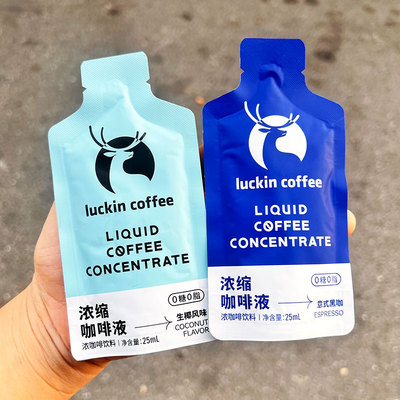 luckin coffee
LIQUID
COFFEE
CONCENTRATE
浓缩
咖啡液
0糖0脂
生椰风味
COCONUT
FLAVOR
浓咖啡饮料 | 净含量:25mL
luckin coffee
LIQUID
COFFEE
CONCENTRATE
浓缩
咖啡液
0糖0脂
意式黑咖
ESPRESSO
浓咖啡饮料 | 净含量:25mL